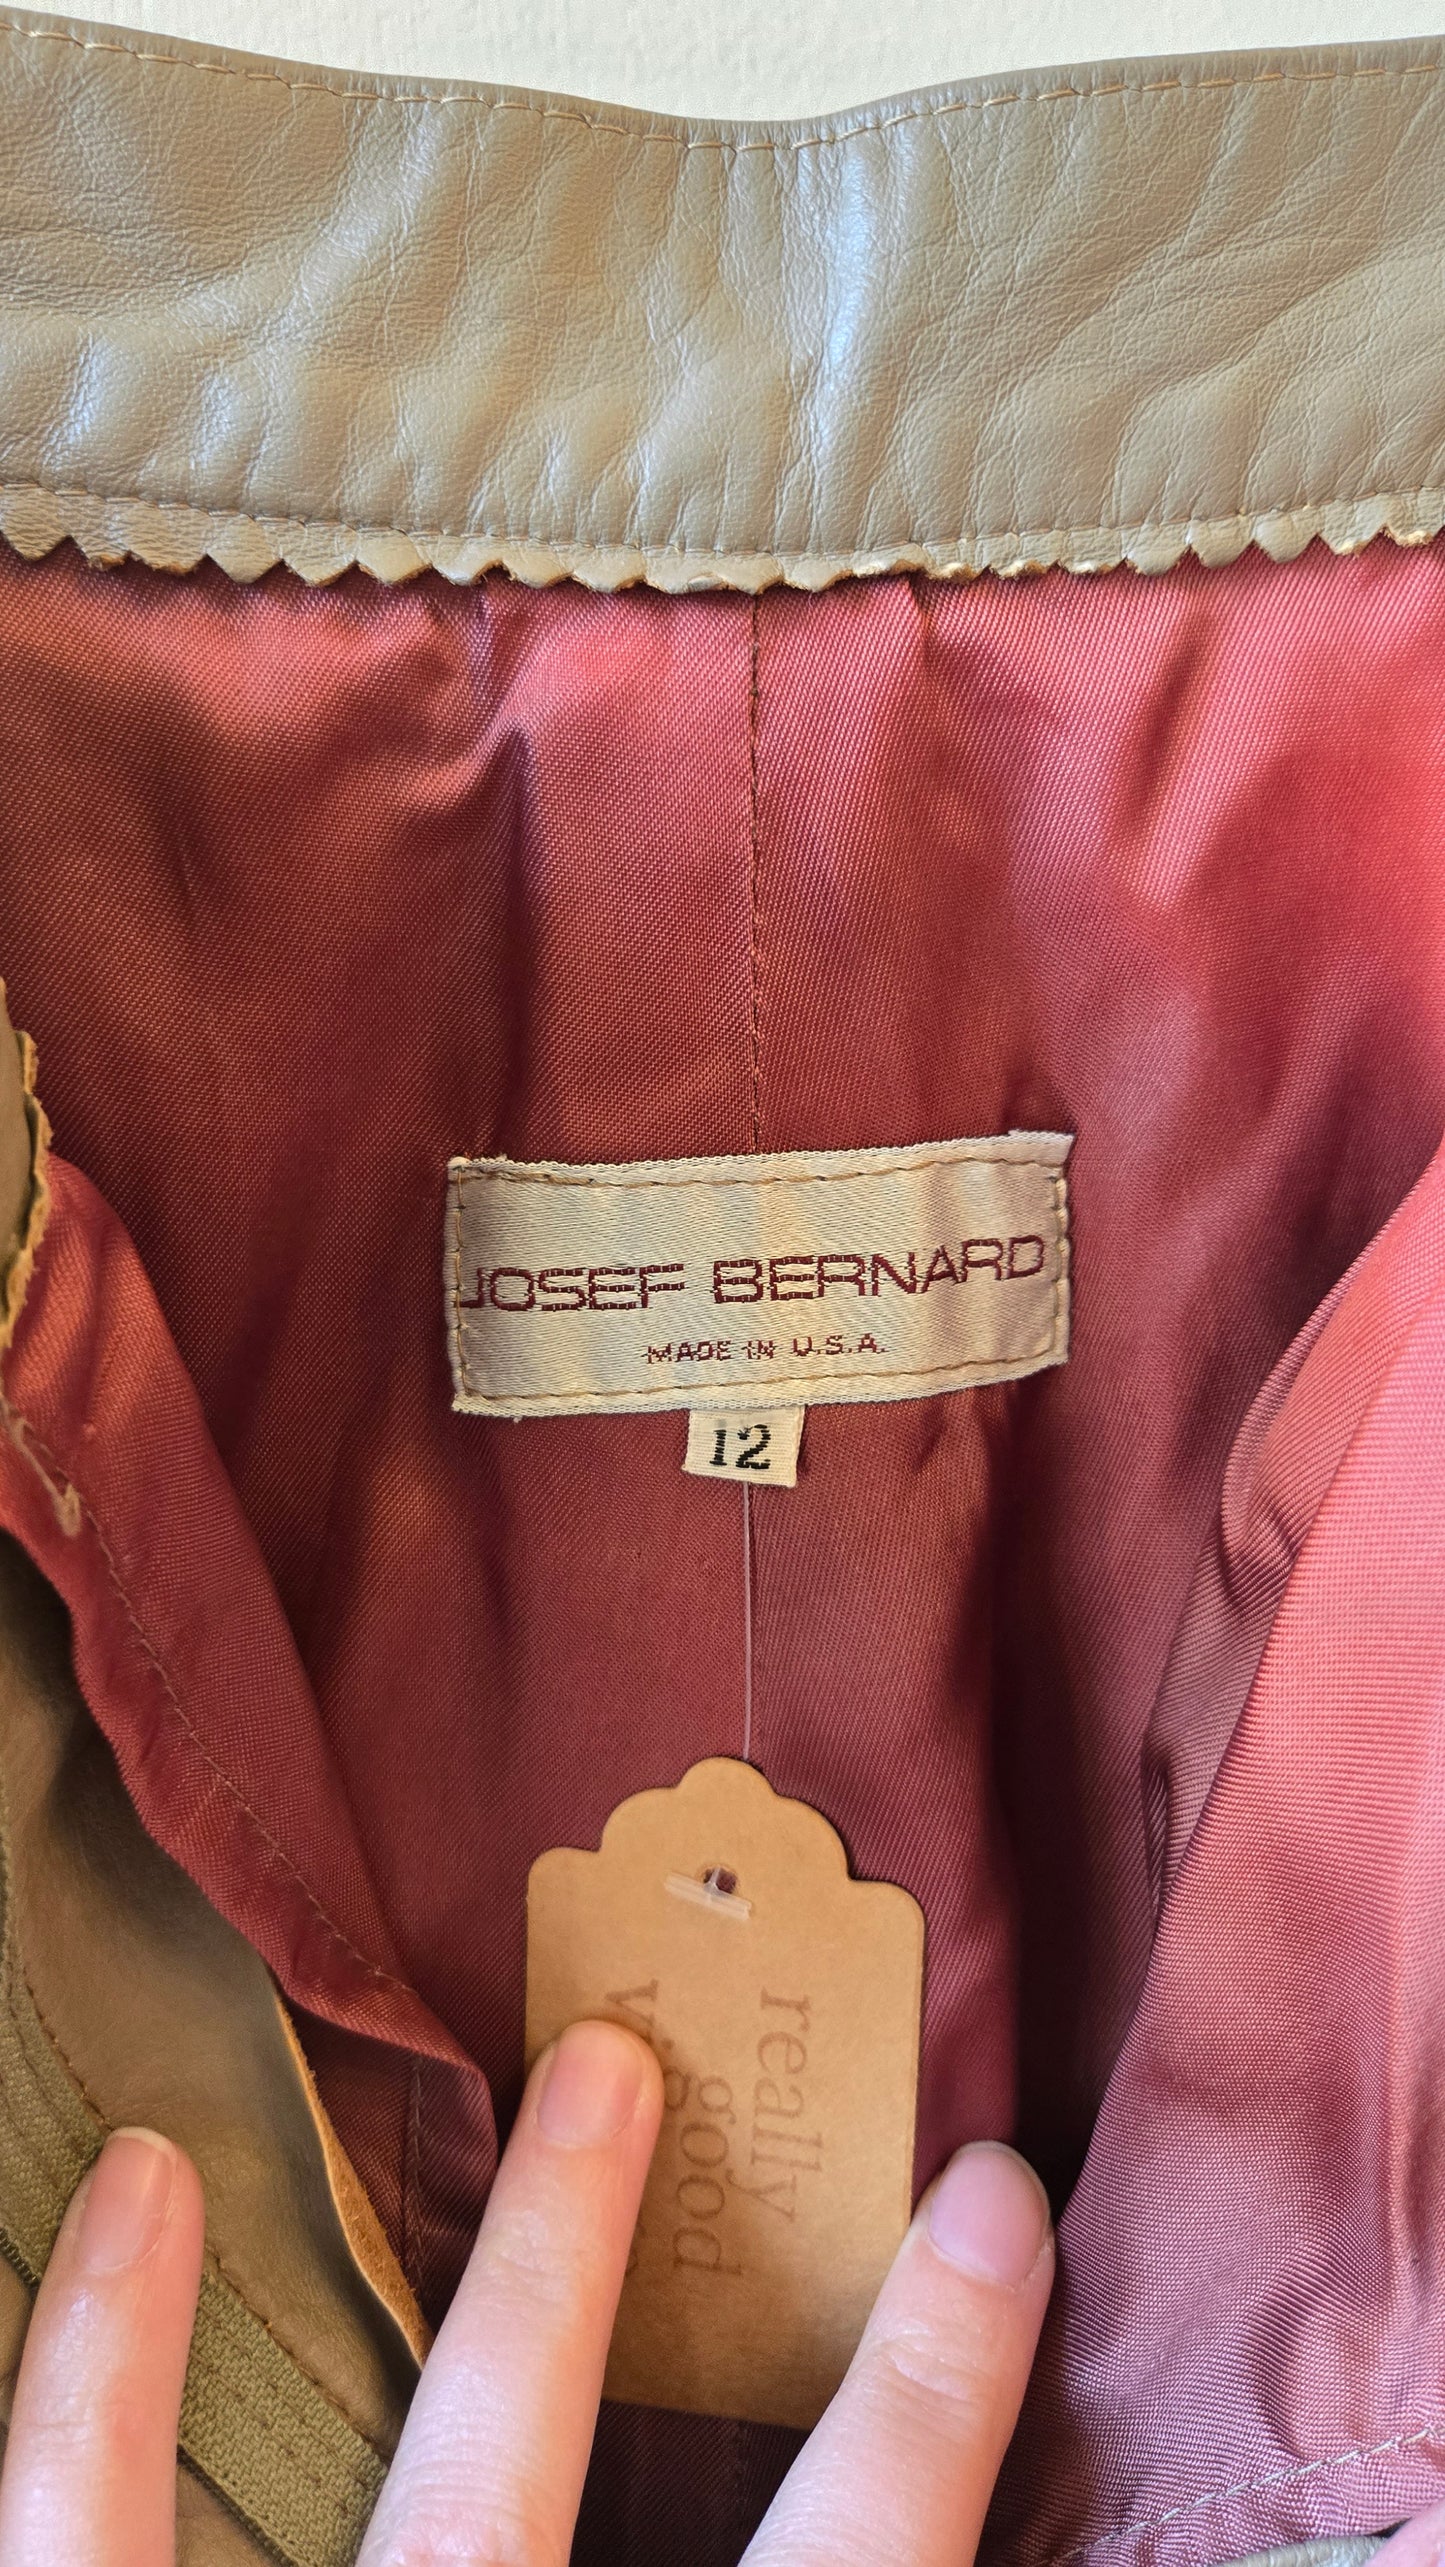 JOSEF BERNARD
MADE IN U.S.A.
12
really
good